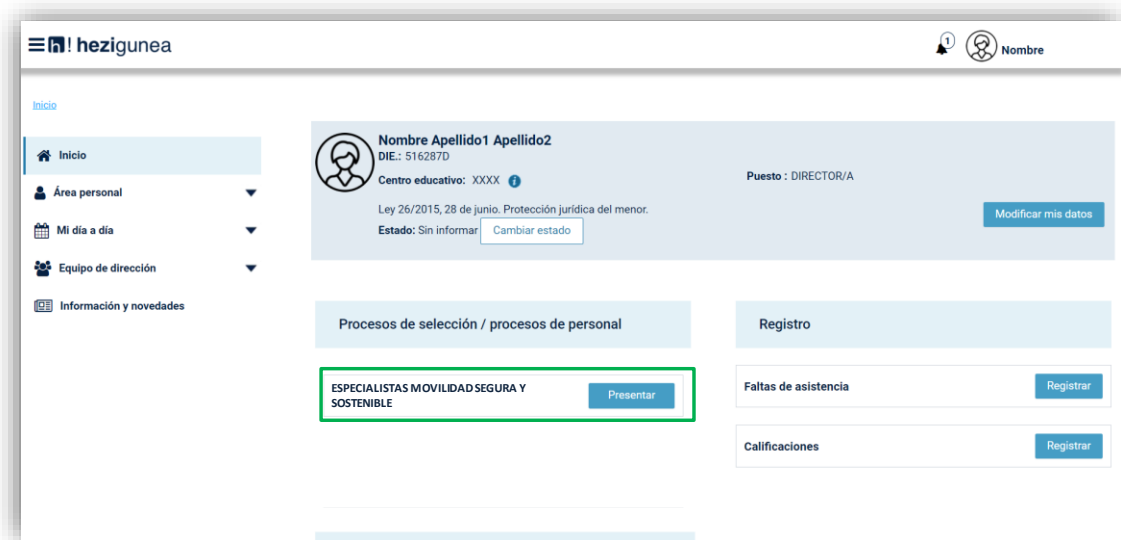 h! hezigunea
1
Nombre
Inicio
Inicio
Área personal
Mi día a día
Equipo de dirección
Información y novedades
Nombre Apellido1 Apellido2
DIE.: 516287D
Centro educativo: XXXX i
Puesto : DIRECTOR/A
Ley 26/2015, 28 de junio. Protección jurídica del menor.
Estado: Sin informar Cambiar estado
Modificar mis datos
Procesos de selección / procesos de personal
ESPECIALISTAS MOVILIDAD SEGURA Y
SOSTENIBLE
Presentar
Registro
Faltas de asistencia Registrar
Calificaciones Registrar